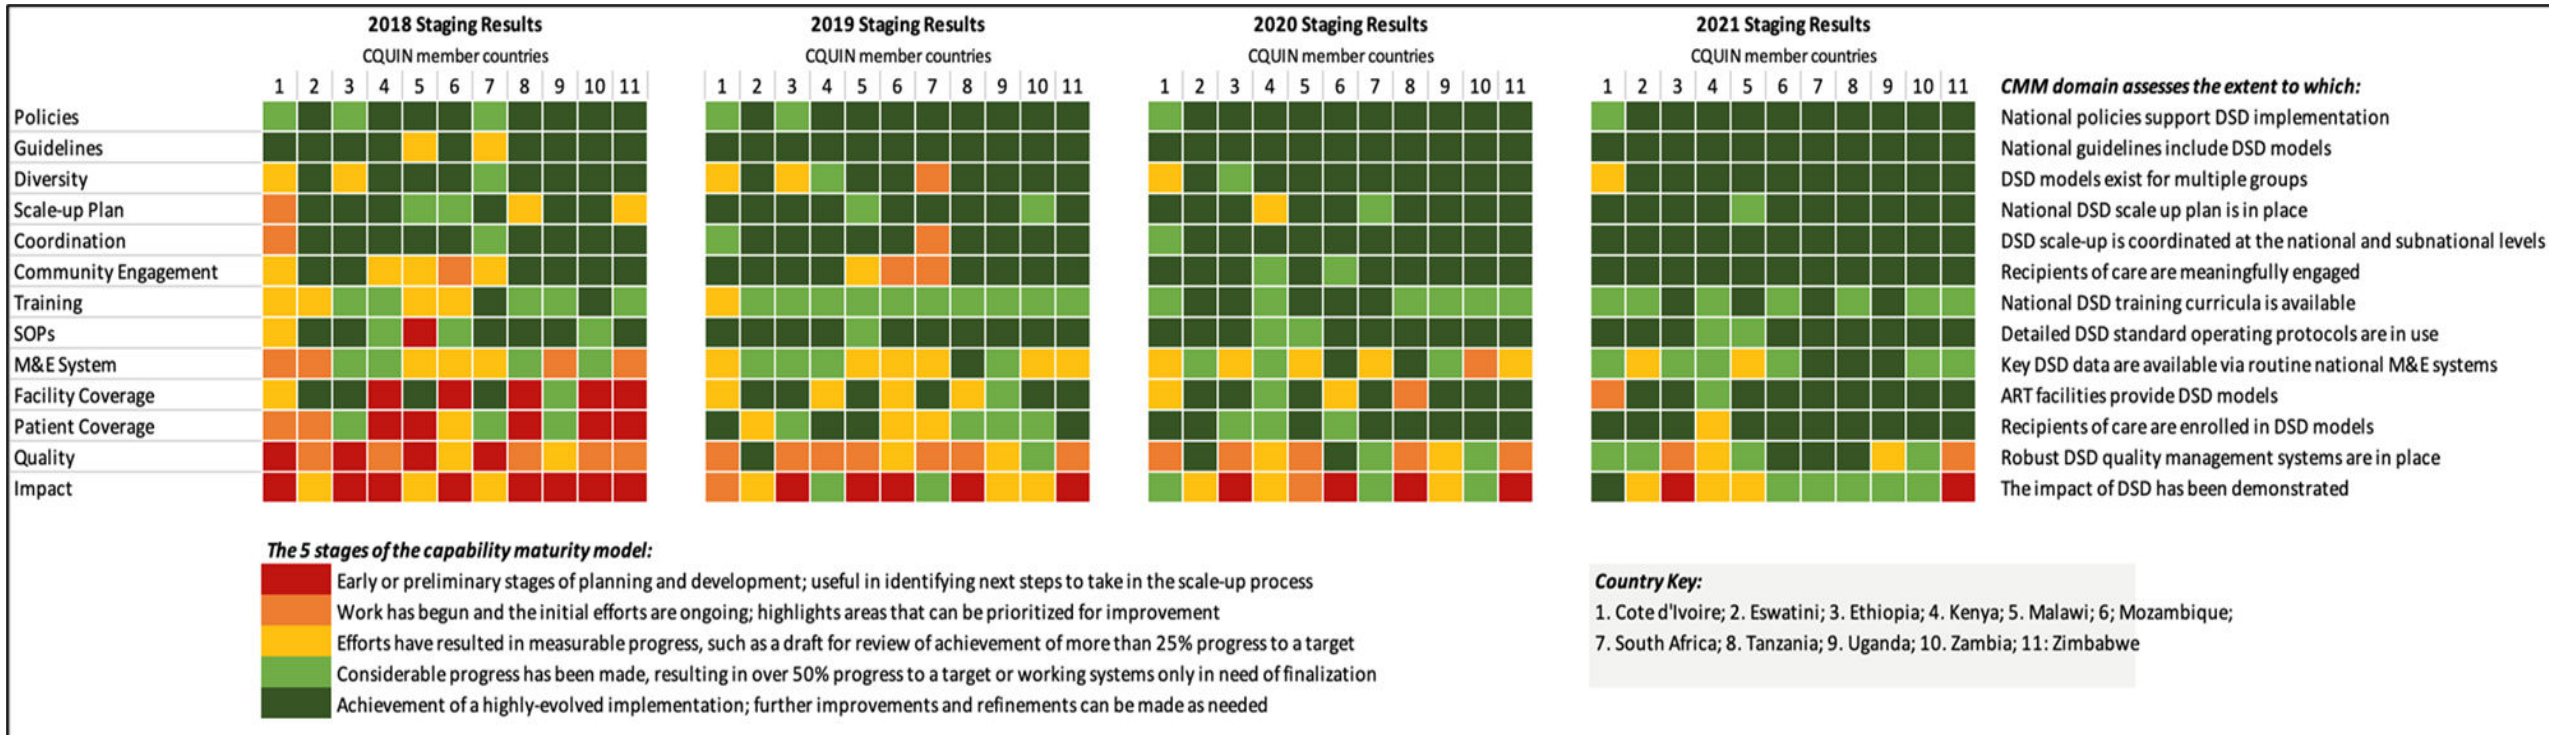 2018 Staging Results
CQUIN member countries
1 2 3 4 5 6 7 8 9 10 11
2019 Staging Results
CQUIN member countries
1 2 3 4 5 6 7 8 9 10 11
2020 Staging Results
CQUIN member countries
1 2 3 4 5 6 7 8 9 10 11
2021 Staging Results
CQUIN member countries
1 2 3 4 5 6 7 8 9 10 11
CMM domain assesses the extent to which:
Policies
National policies support DSD implementation
Guidelines
National guidelines include DSD models
Diversity
DSD models exist for multiple groups
Scale-up Plan
National DSD scale up plan is in place
Coordination
DSD scale-up is coordinated at the national and subnational levels
Community Engagement
Recipients of care are meaningfully engaged
Training
National DSD training curricula is available
SOPs
Detailed DSD standard operating protocols are in use
M&E System
Key DSD data are available via routine national M&E systems
Facility Coverage
ART facilities provide DSD models
Patient Coverage
Recipients of care are enrolled in DSD models
Quality
Robust DSD quality management systems are in place
Impact
The impact of DSD has been demonstrated
The 5 stages of the capability maturity model:
Early or preliminary stages of planning and development; useful in identifying next steps to take in the scale-up process
Work has begun and the initial efforts are ongoing; highlights areas that can be prioritized for improvement
Efforts have resulted in measurable progress, such as a draft for review of achievement of more than 25% progress to a target
Considerable progress has been made, resulting in over 50% progress to a target or working systems only in need of finalization
Achievement of a highly-evolved implementation; further improvements and refinements can be made as needed
Country Key:
1. Cote d'Ivoire; 2. Eswatini; 3. Ethiopia; 4. Kenya; 5. Malawi; 6; Mozambique;
7. South Africa; 8. Tanzania; 9. Uganda; 10. Zambia; 11: Zimbabwe